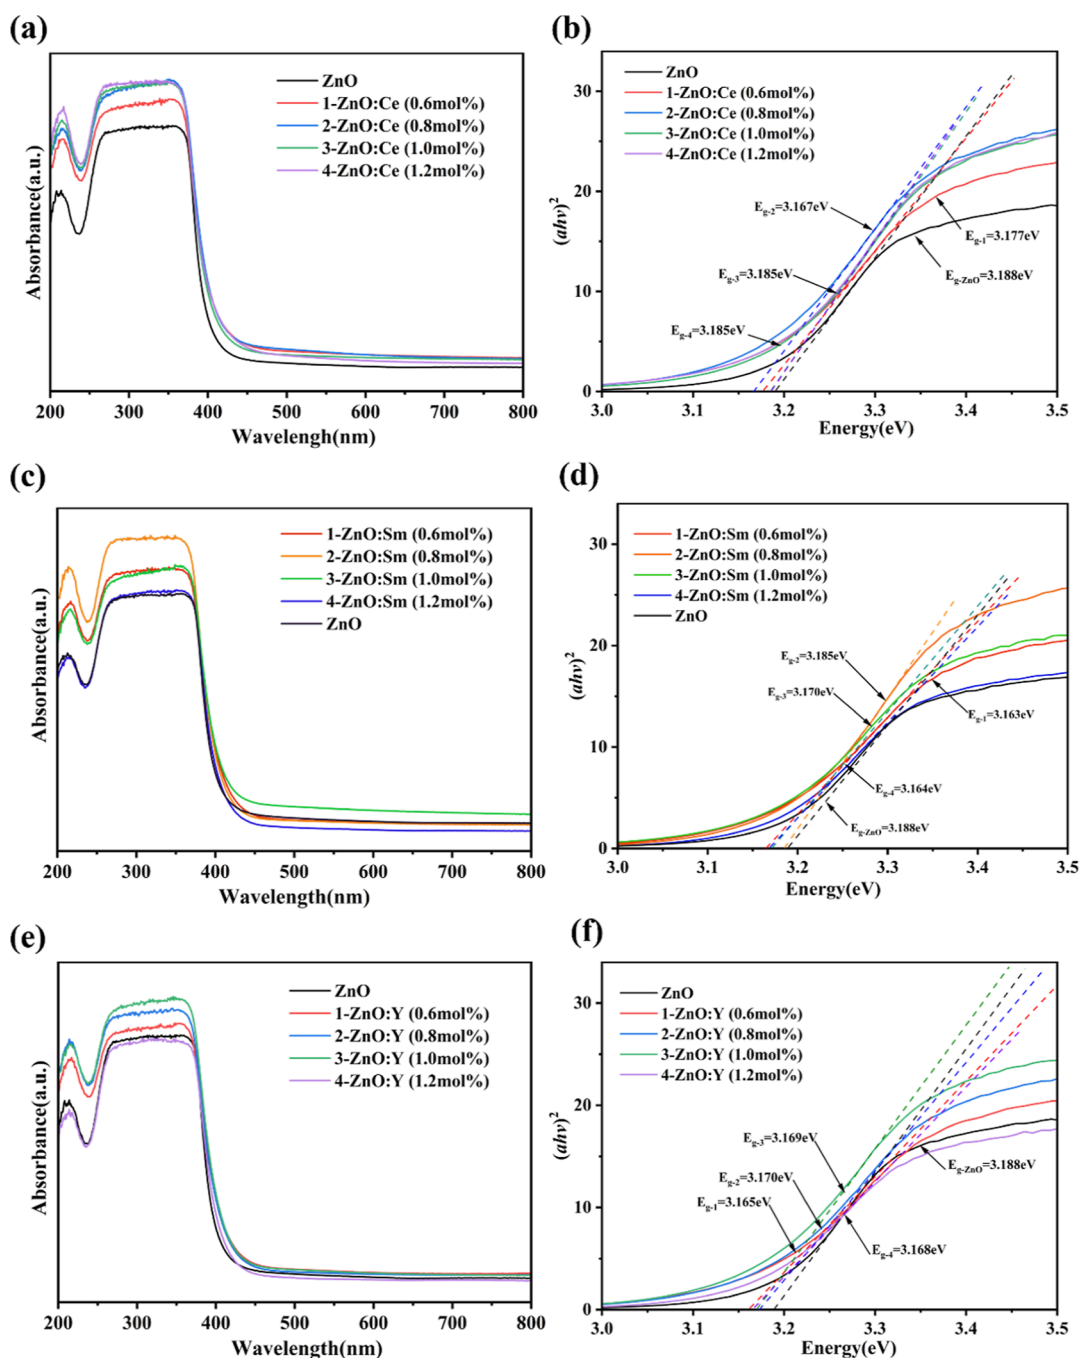 (a)
Absorbance(a.u.)
ZnO
1-ZnO:Ce (0.6mol%)
2-ZnO:Ce (0.8mol%)
3-ZnO:Ce (1.0mol%)
4-ZnO:Ce (1.2mol%)
200 300 400 500 600 700 800
Wavelengh(nm)
(b)
(ahv)2
30
20
10
0
ZnO
1-ZnO:Ce (0.6mol%)
2-ZnO:Ce (0.8mol%)
3-ZnO:Ce (1.0mol%)
4-ZnO:Ce (1.2mol%)
Eg-2=3.167eV
Eg-1=3.177eV
Eg-3=3.185eV
Eg-ZnO=3.188eV
Eg-4=3.185eV
3.0 3.1 3.2 3.3 3.4 3.5
Energy(eV)
(c)
Absorbance(a.u.)
1-ZnO:Sm (0.6mol%)
2-ZnO:Sm (0.8mol%)
3-ZnO:Sm (1.0mol%)
4-ZnO:Sm (1.2mol%)
ZnO
200 300 400 500 600 700 800
Wavelength(nm)
(d)
(ahv)2
30
20
10
0
1-ZnO:Sm (0.6mol%)
2-ZnO:Sm (0.8mol%)
3-ZnO:Sm (1.0mol%)
4-ZnO:Sm (1.2mol%)
ZnO
Eg-2=3.185eV
Eg-3=3.170eV
Eg-1=3.163eV
Eg-4=3.164eV
Eg-ZnO=3.188eV
3.0 3.1 3.2 3.3 3.4 3.5
Energy(eV)
(e)
Absorbance(a.u.)
ZnO
1-ZnO:Y (0.6mol%)
2-ZnO:Y (0.8mol%)
3-ZnO:Y (1.0mol%)
4-ZnO:Y (1.2mol%)
200 300 400 500 600 700 800
Wavelength(nm)
(f)
(ahv)2
30
20
10
0
ZnO
1-ZnO:Y (0.6mol%)
2-ZnO:Y (0.8mol%)
3-ZnO:Y (1.0mol%)
4-ZnO:Y (1.2mol%)
Eg-3=3.169eV
Eg-ZnO=3.188eV
Eg-2=3.170eV
Eg-1=3.165eV
Eg-4=3.168eV
3.0 3.1 3.2 3.3 3.4 3.5
Energy(eV)